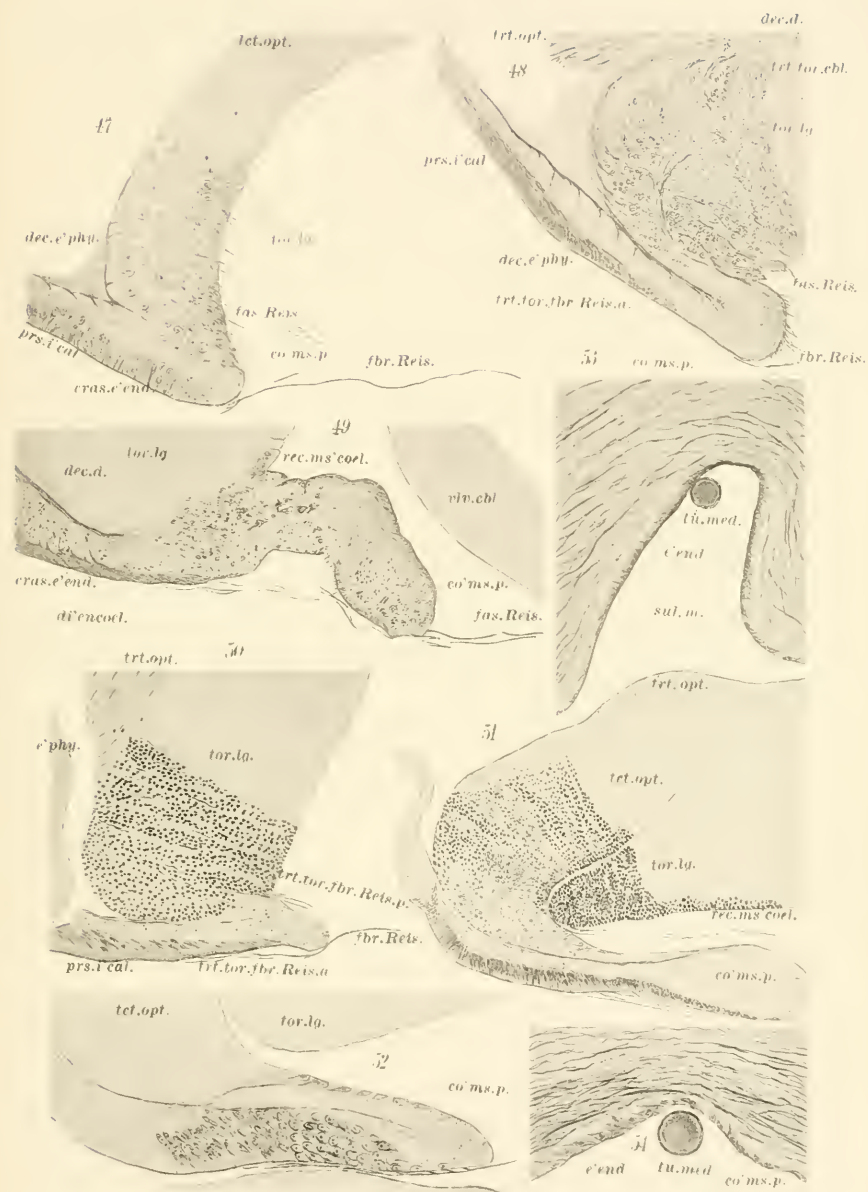 tct.opt.
47
dec.e'phy.
tor.lg.
fas Reis
prs.i'cal
co ms.p.
fbr.Reis.
cras.e'end.
dec.d.
trt.opt.
48
trt.tor.cbl.
tor.lg
prs.i'cal
dec.e'phy.
fas.Reis.
trt.tor.fbr Reis.a.
co ms.p.
fbr.Reis.
49
tor.lg
dec.d.
rec.ms'coel.
vlv.cbl
co'ms.p.
cras.e'end.
di'encoel.
fas.Reis.
53
tu.med.
e'end
sul.m.
trt.opt.
50
e'phy.
tor.lg.
trt.tor.fbr.Reis.p.
fbr.Reis.
prs.i'cal.
trt.tor.fbr.Reis.a
trt.opt.
51
tct.opt.
tor.lg.
rec.ms coel.
co'ms.p.
tct.opt.
tor.lg.
52
co'ms.p.
54
e'end
tu.med
co'ms.p.